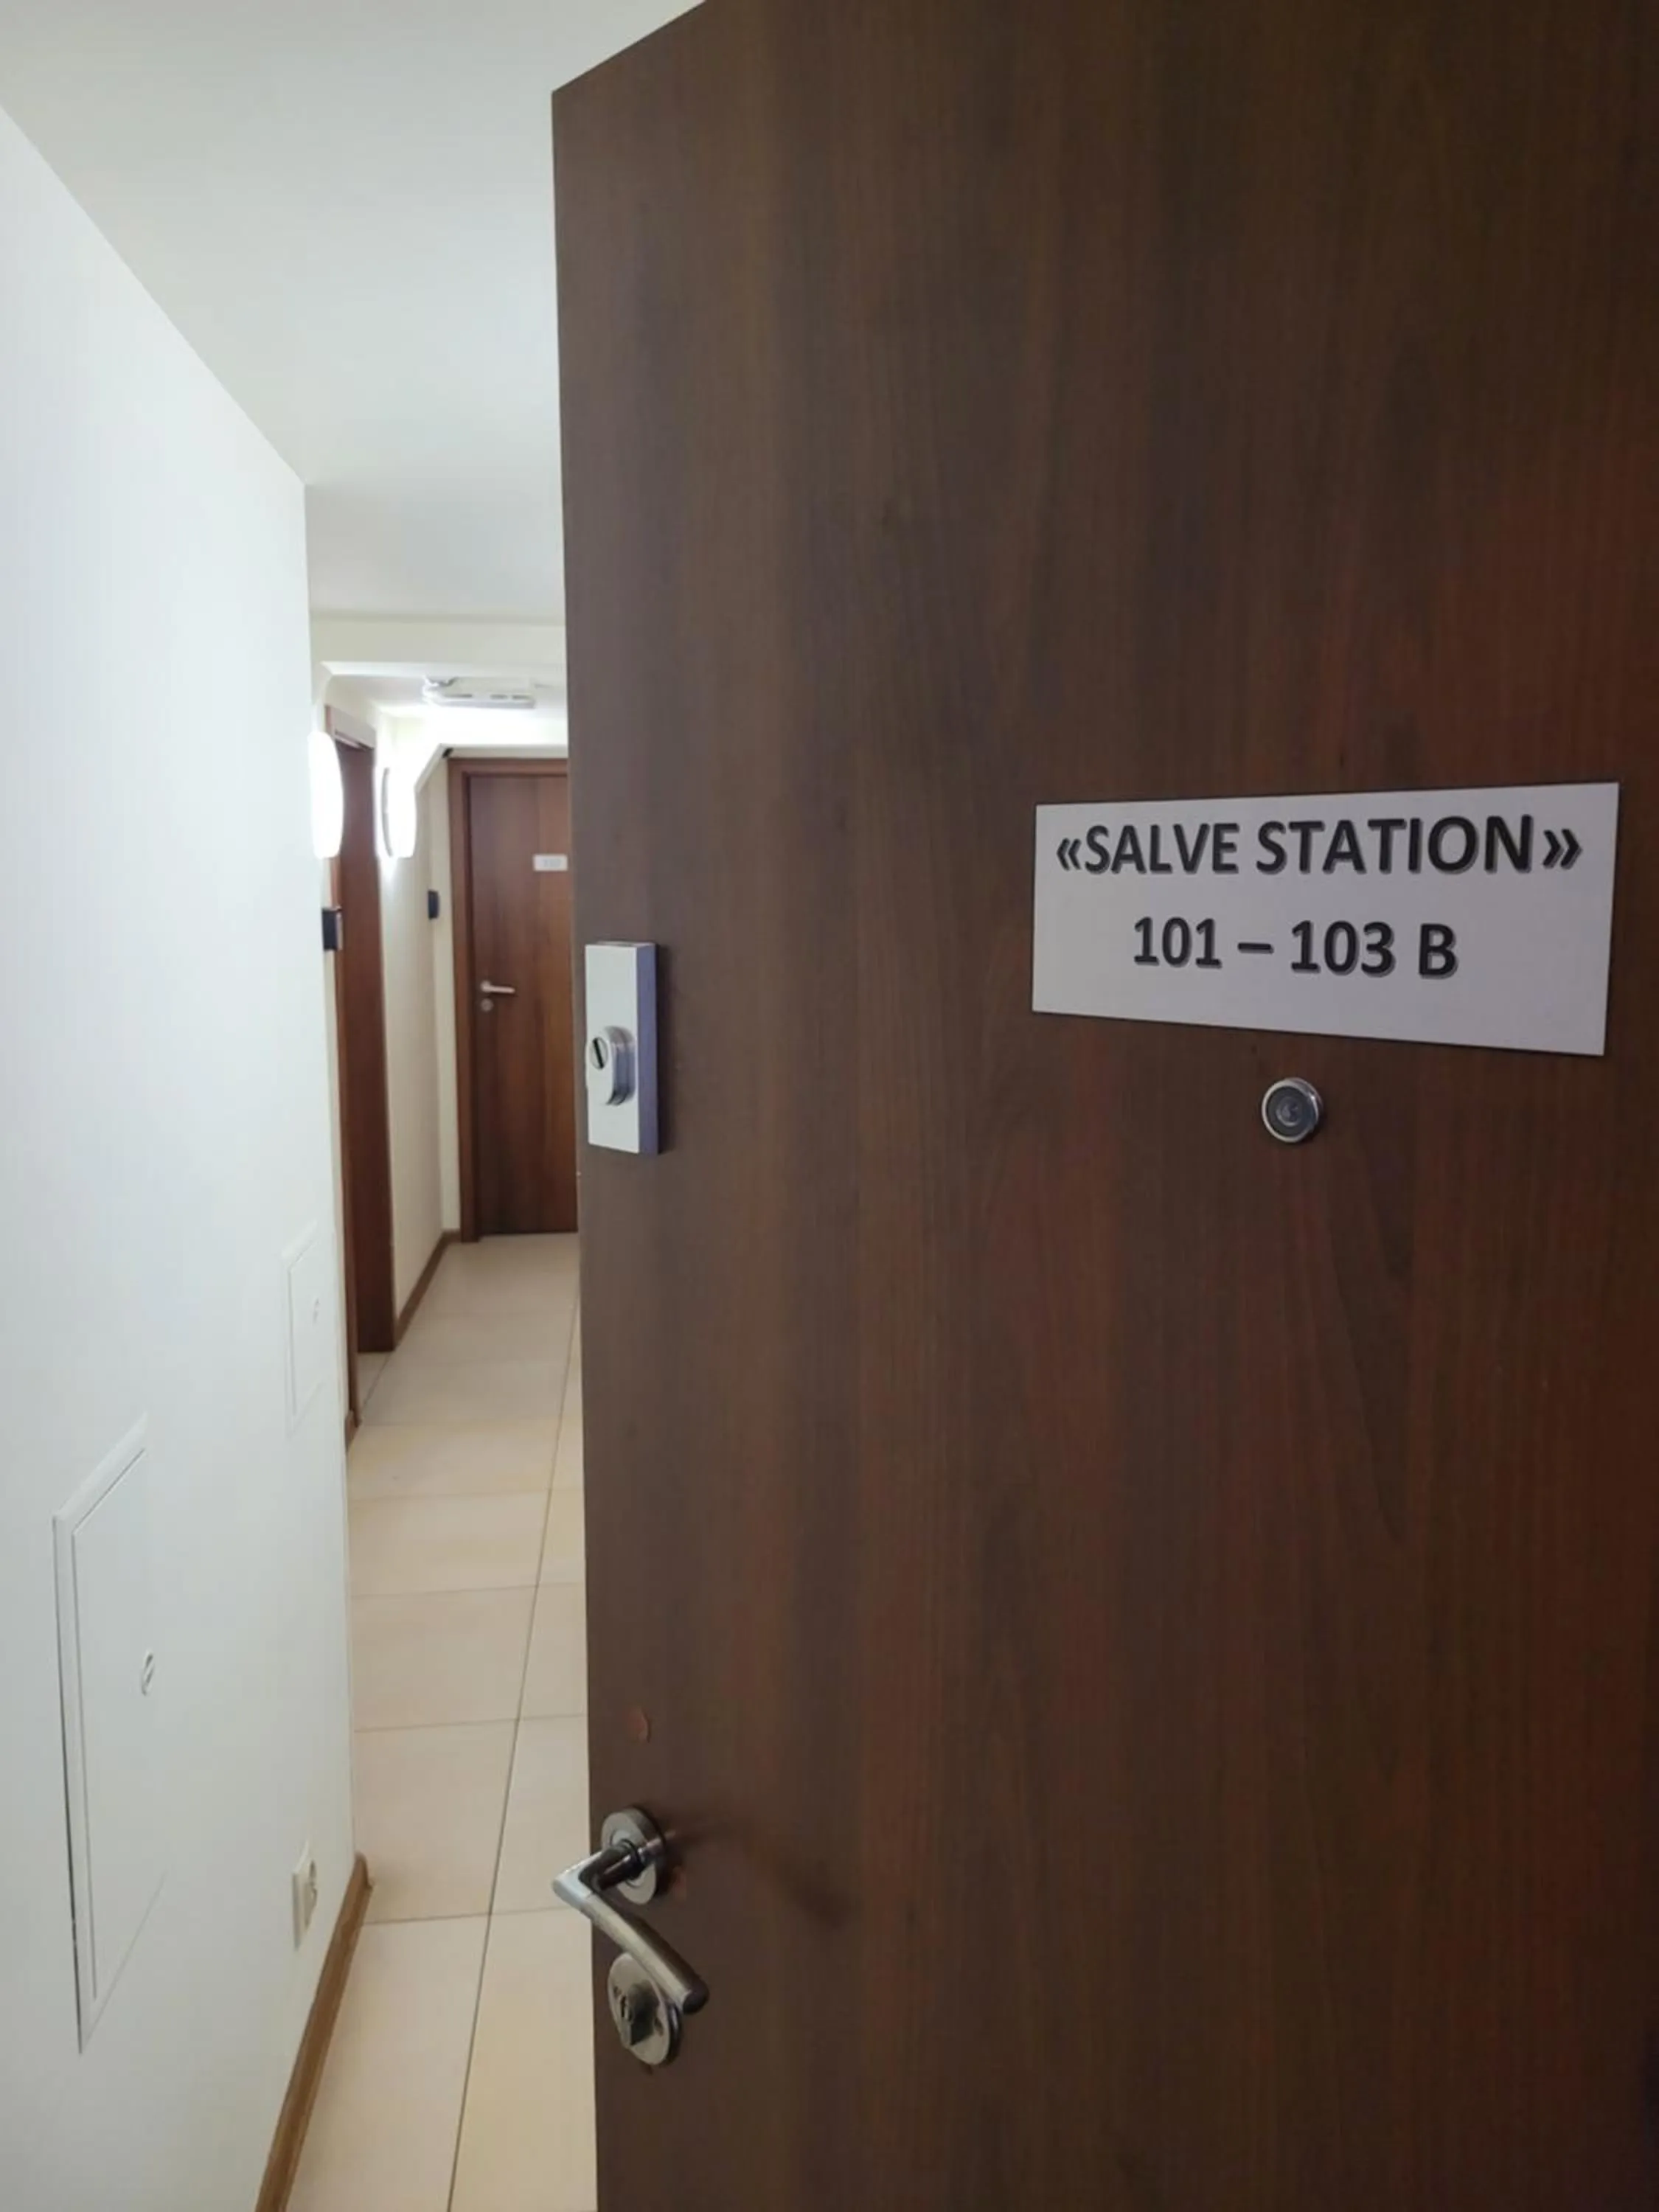 «SALVE STATION»
101 – 103 B